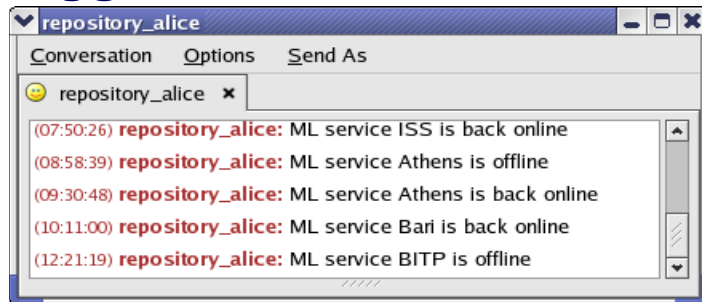 repository_alice
Conversation Options Send As
repository_alice
(07:50:26) repository_alice: ML service ISS is back online
(08:58:39) repository_alice: ML service Athens is offline
(09:30:48) repository_alice: ML service Athens is back online
(10:11:00) repository_alice: ML service Bari is back online
(12:21:19) repository_alice: ML service BITP is offline